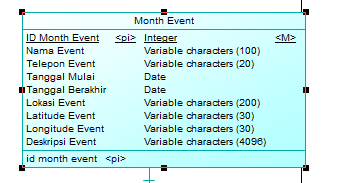 Month Event
ID Month Event <pi> Integer <M>
Nama Event Variable characters (100)
Telepon Event Variable characters (20)
Tanggal Mulai Date
Tanggal Berakhir Date
Lokasi Event Variable characters (200)
Latitude Event Variable characters (30)
Longitude Event Variable characters (30)
Deskripsi Event Variable characters (4096)
id month event <pi>